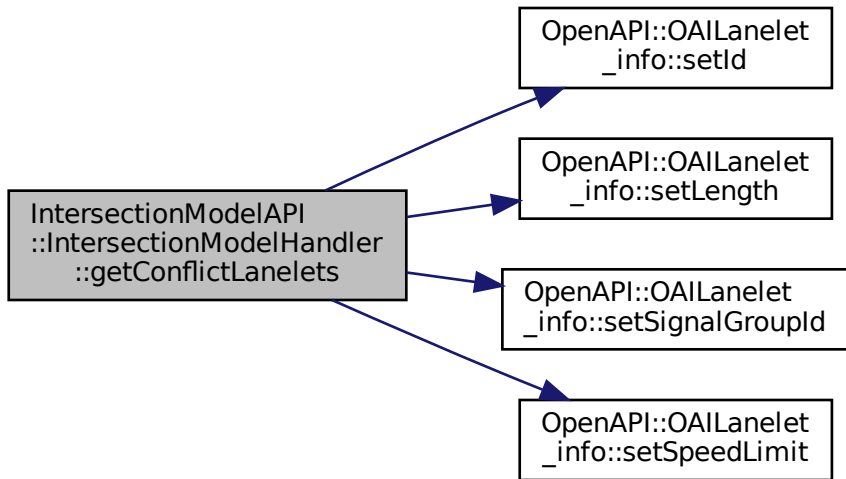 IntersectionModelAPI
::IntersectionModelHandler
::getConflictLanelets
OpenAPI::OAILanelet
_info::setId
OpenAPI::OAILanelet
_info::setLength
OpenAPI::OAILanelet
_info::setSignalGroupId
OpenAPI::OAILanelet
_info::setSpeedLimit